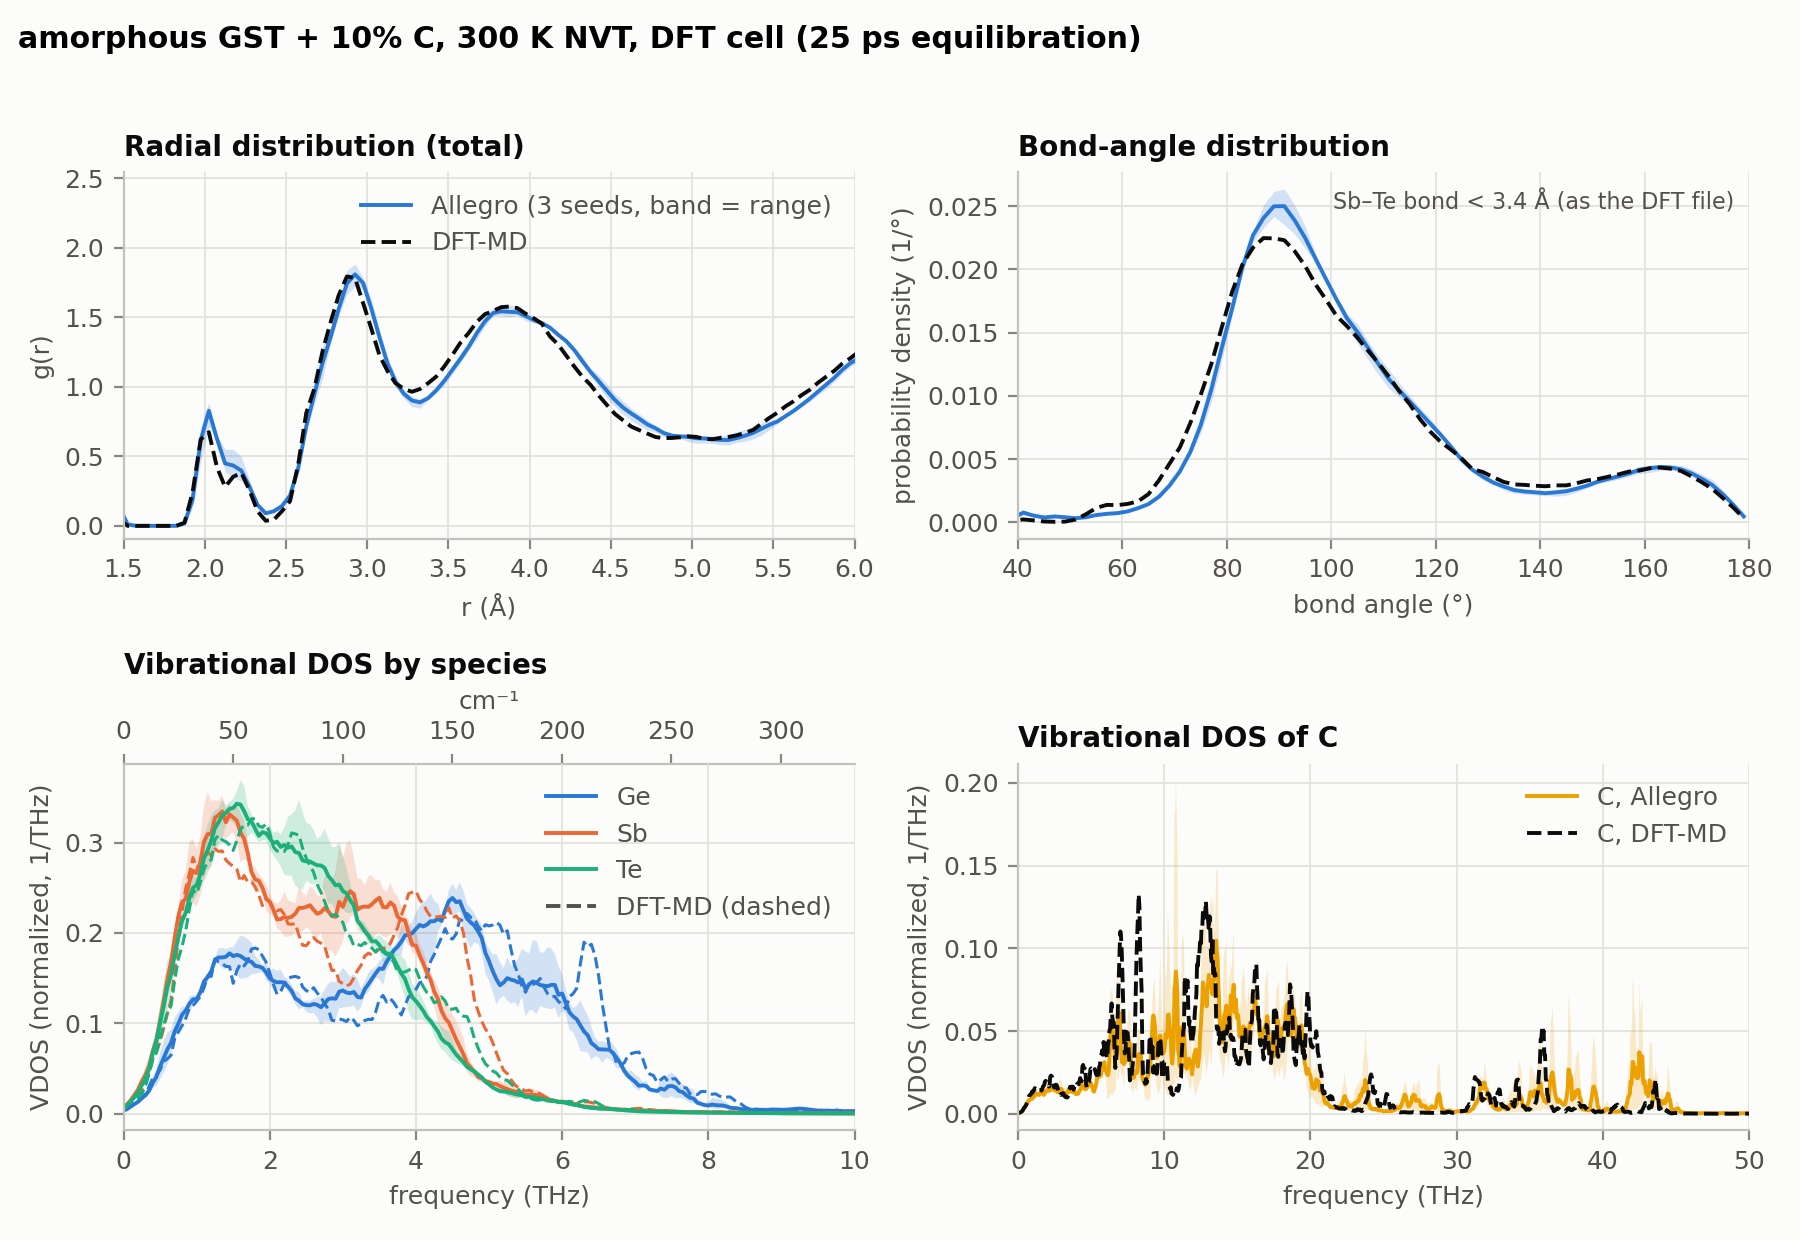 amorphous GST + 10% C, 300 K NVT, DFT cell (25 ps equilibration)
Radial distribution (total)
2.5
2.0
1.5
1.0
0.5
0.0
g(r)
Allegro (3 seeds, band = range)
DFT-MD
1.5 2.0 2.5 3.0 3.5 4.0 4.5 5.0 5.5 6.0
r (Å)
Bond-angle distribution
0.025
0.020
0.015
0.010
0.005
0.000
probability density (1/°)
Sb–Te bond < 3.4 Å (as the DFT file)
40 60 80 100 120 140 160 180
bond angle (°)
Vibrational DOS by species
cm⁻¹
0 50 100 150 200 250 300
0.3
0.2
0.1
0.0
VDOS (normalized, 1/THz)
Ge
Sb
Te
DFT-MD (dashed)
0 2 4 6 8 10
frequency (THz)
Vibrational DOS of C
0.20
0.15
0.10
0.05
0.00
VDOS (normalized, 1/THz)
C, Allegro
C, DFT-MD
0 10 20 30 40 50
frequency (THz)